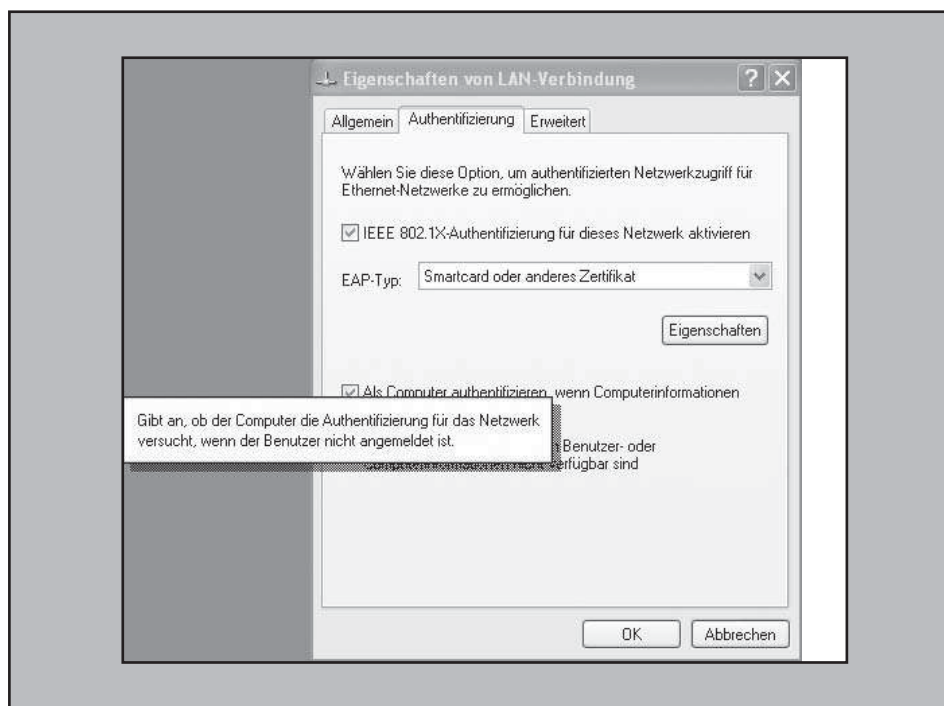 Eigenschaften von LAN-Verbindung
Allgemein
Authentifizierung
Erweitert
Wählen Sie diese Option, um authentifizierten Netzwerkzugriff für
Ethernet-Netzwerke zu ermöglichen.
IEEE 802.1X-Authentifizierung für dieses Netzwerk aktivieren
EAP-Typ:
Smartcard oder anderes Zertifikat
Eigenschaften
Als Computer authentifizieren, wenn Computerinformationen
Gibt an, ob der Computer die Authentifizierung für das Netzwerk
versucht, wenn der Benutzer nicht angemeldet ist.
Benutzer- oder
nicht verfügbar sind
OK
Abbrechen